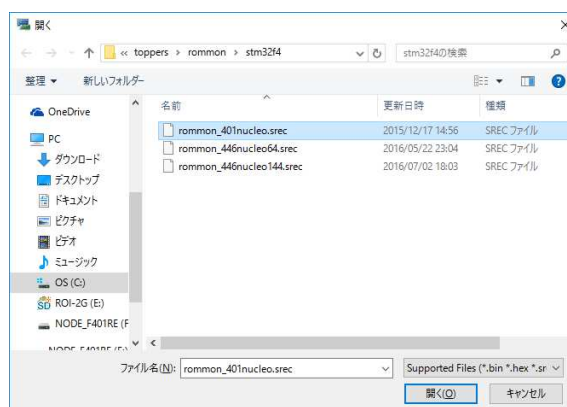 開く
« toppers › rommon › stm32f4
stm32f4の検索
整理 ▼ 新しいフォルダー
名前 更新日時 種類
OneDrive
PC
ダウンロード
デスクトップ
ドキュメント
ピクチャ
ビデオ
ミュージック
OS (C:)
ROI-2G (E:)
NODE_F401RE (F
rommon_401nucleo.srec 2015/12/17 14:56 SREC ファイル
rommon_446nucleo64.srec 2016/05/22 23:04 SREC ファイル
rommon_446nucleo144.srec 2016/07/02 18:03 SREC ファイル
ファイル名(N): rommon_401nucleo.srec Supported Files (*.bin *.hex *.sr
開く(O) キャンセル